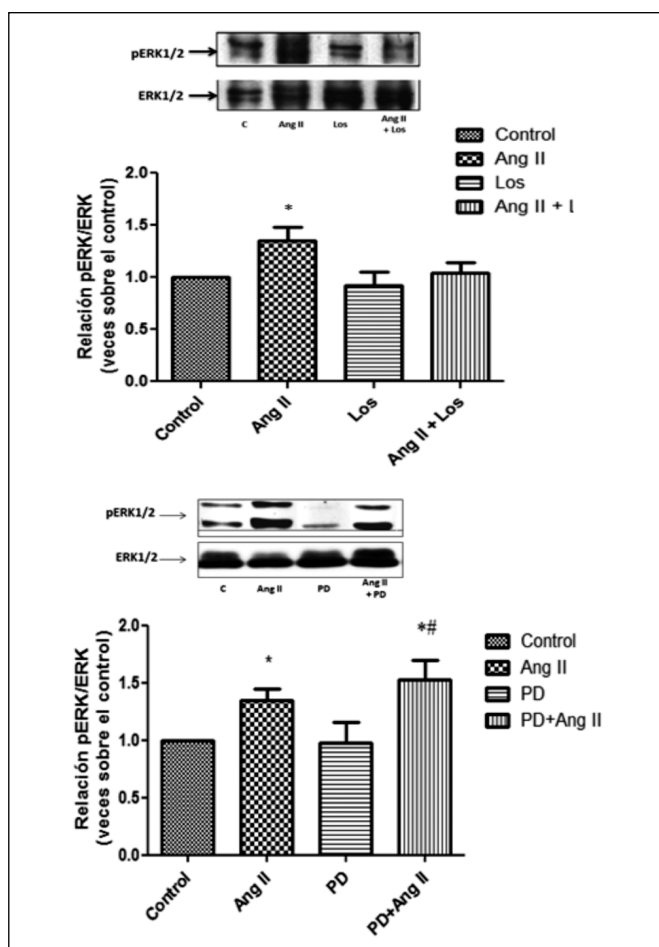 pERK1/2
ERK1/2
C Ang II Los Ang II
+ Los
Control
Ang II
Los
Ang II + l
Relación pERK/ERK
(veces sobre el control)
2.0
1.5
1.0
0.5
0.0
*
Control
Ang II
Los
Ang II + Los
pERK1/2
ERK1/2
C Ang II PD Ang II
+ PD
Relación pERK/ERK
(veces sobre el control)
2.0
1.5
1.0
0.5
0.0
*
*#
Control
Ang II
PD
PD+Ang II
Control
Ang II
PD
PD+Ang II